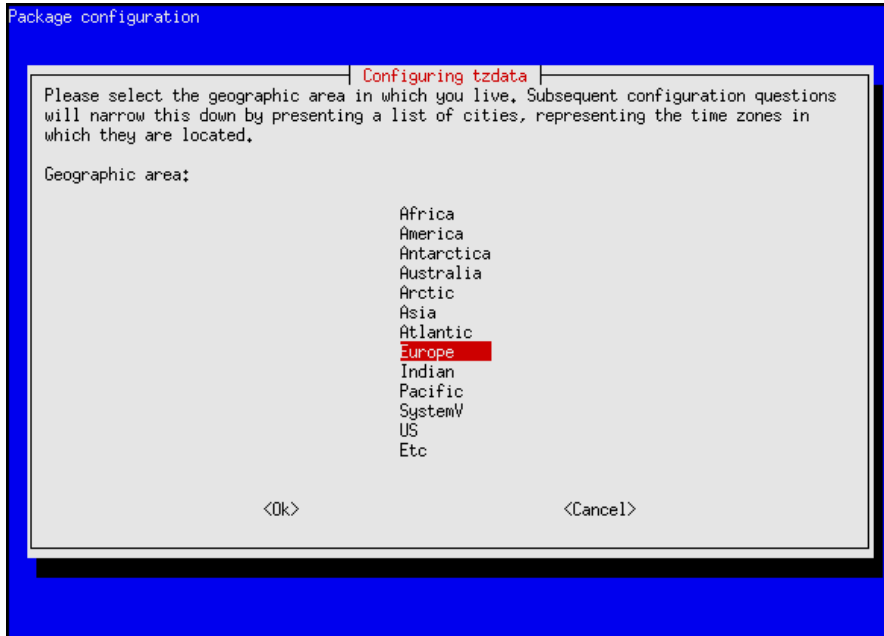 Package configuration
Configuring tzdata
Please select the geographic area in which you live. Subsequent configuration questions
will narrow this down by presenting a list of cities, representing the time zones in
which they are located.
Geographic area:
Africa
America
Antarctica
Australia
Arctic
Asia
Atlantic
Europe
Indian
Pacific
SystemV
US
Etc
<Ok> <Cancel>